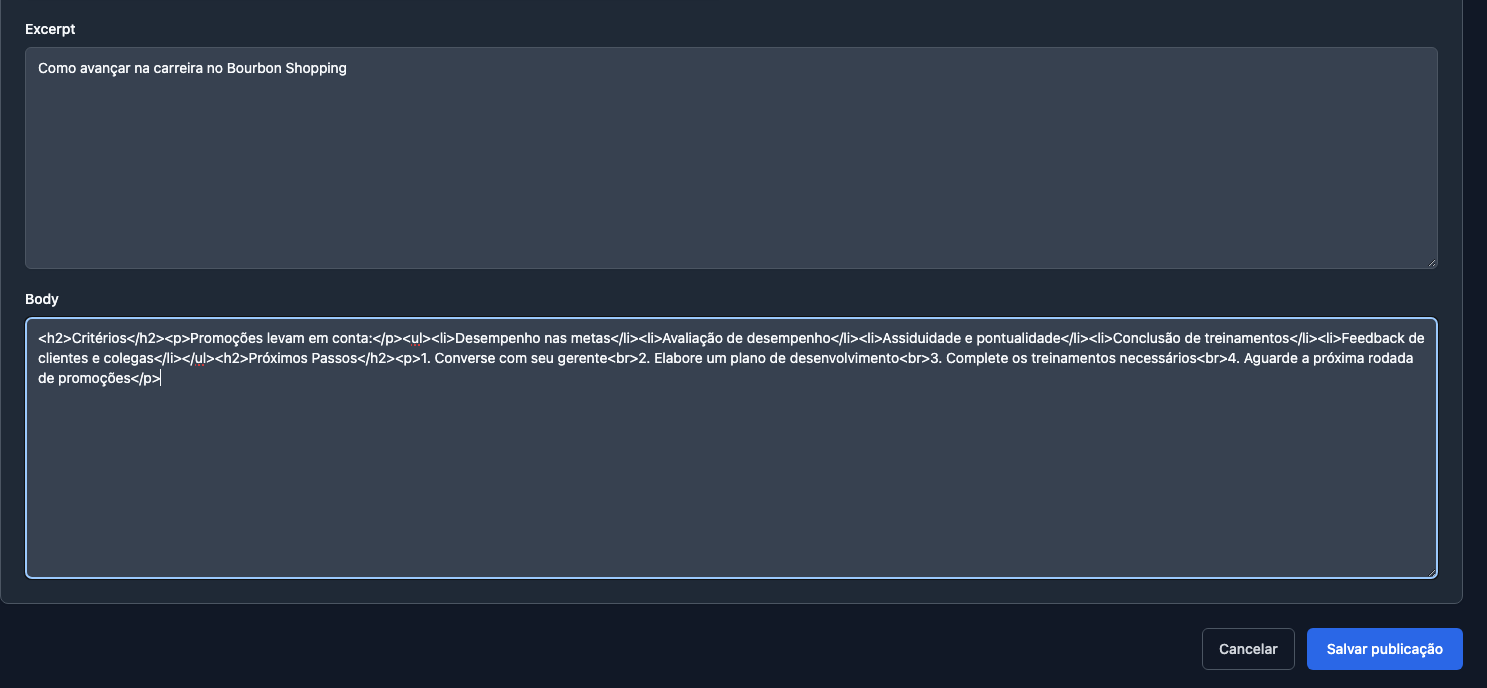 Excerpt
Como avançar na carreira no Bourbon Shopping
Body
<h2>Critérios</h2><p>Promoções levam em conta:</p><ul><li>Desempenho nas metas</li><li>Avaliação de desempenho</li><li>Assiduidade e pontualidade</li><li>Conclusão de treinamentos</li><li>Feedback de
clientes e colegas</li></ul><h2>Próximos Passos</h2><p>1. Converse com seu gerente<br>2. Elabore um plano de desenvolvimento<br>3. Complete os treinamentos necessários<br>4. Aguarde a próxima rodada
de promoções</p>
Cancelar
Salvar publicação